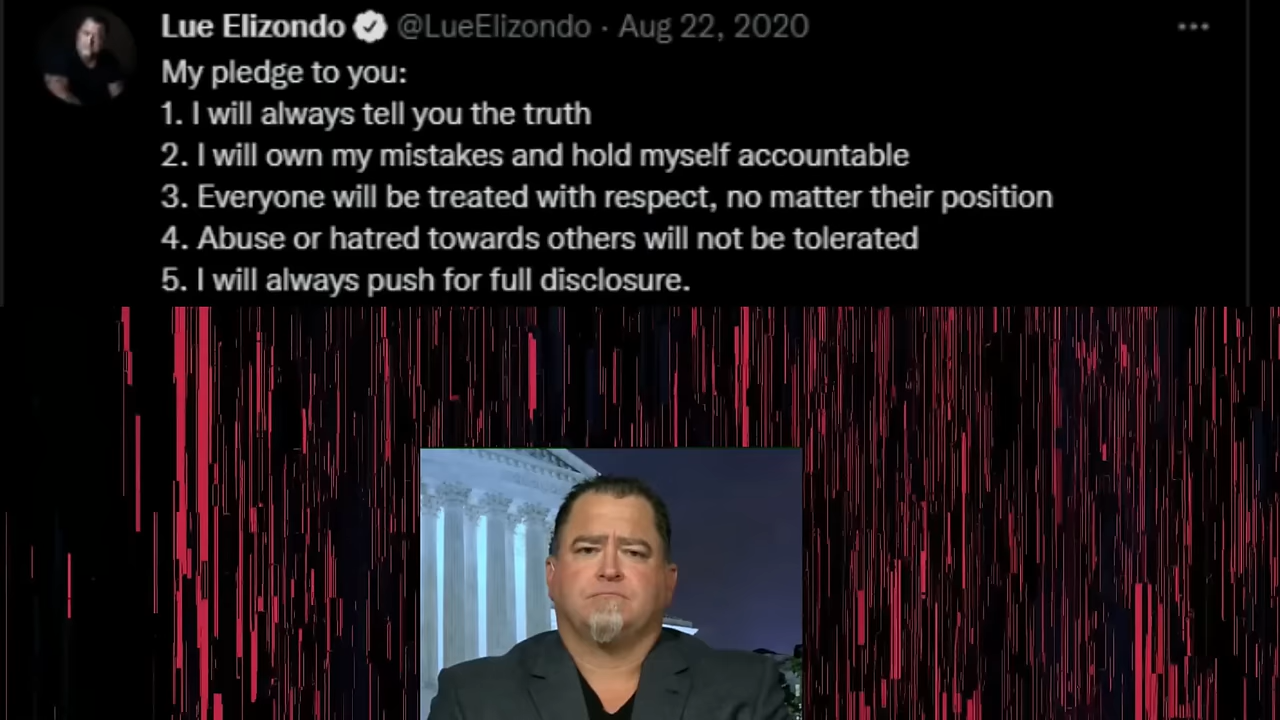 Lue Elizondo @LueElizondo · Aug 22, 2020
My pledge to you:
1. I will always tell you the truth
2. I will own my mistakes and hold myself accountable
3. Everyone will be treated with respect, no matter their position
4. Abuse or hatred towards others will not be tolerated
5. I will always push for full disclosure.